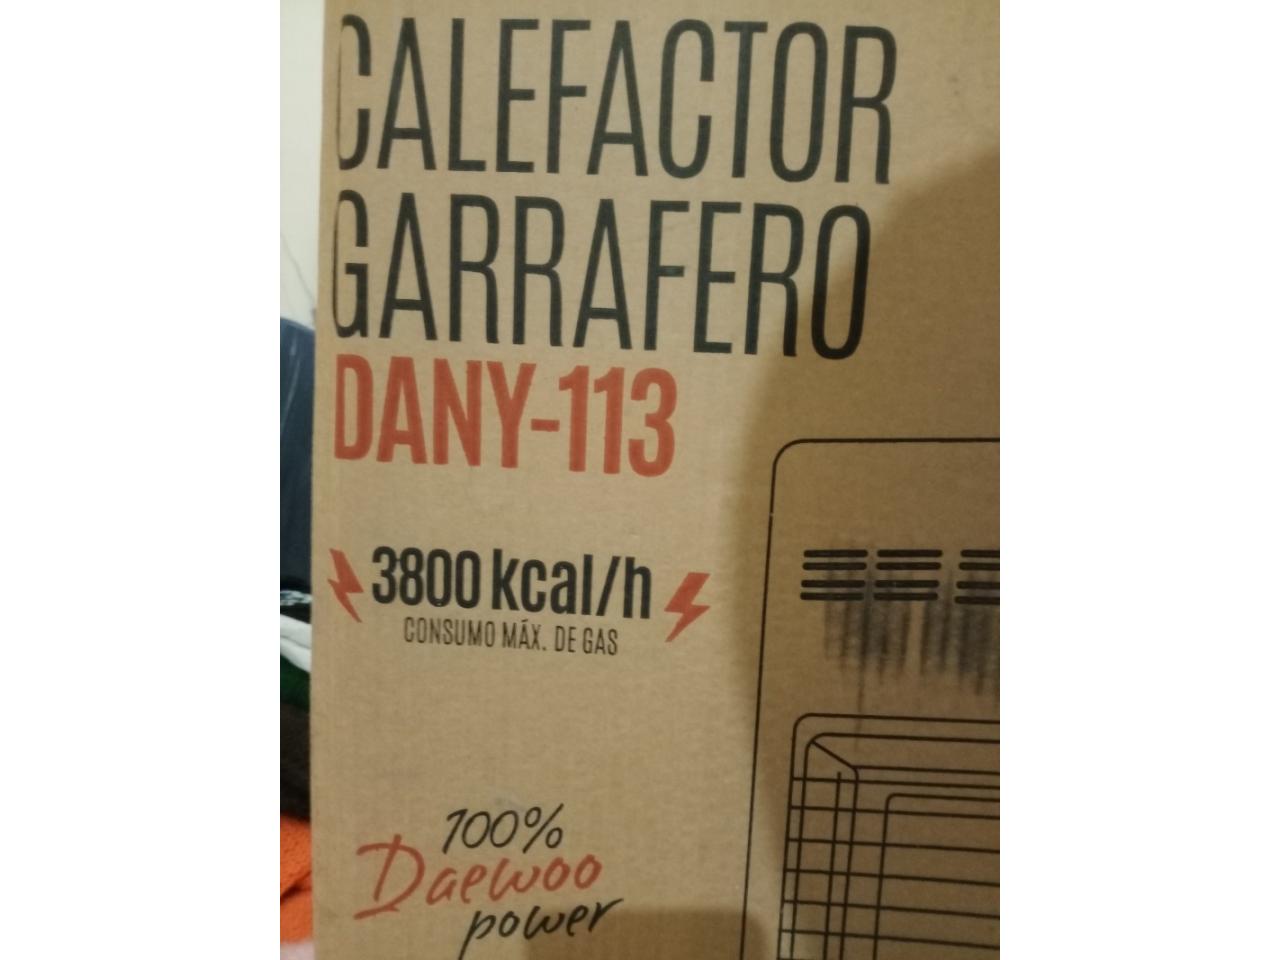 CALEFACTOR
GARRAFERO
DANY-113
3800 kcal/h
CONSUMO MÁX. DE GAS
100%
Daewoo
power